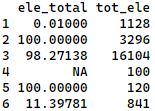 ele_total tot_ele
1   0.01000    1128
2 100.00000    3296
3  98.27138   16104
4        NA     100
5 100.00000     120
6  11.39781     841